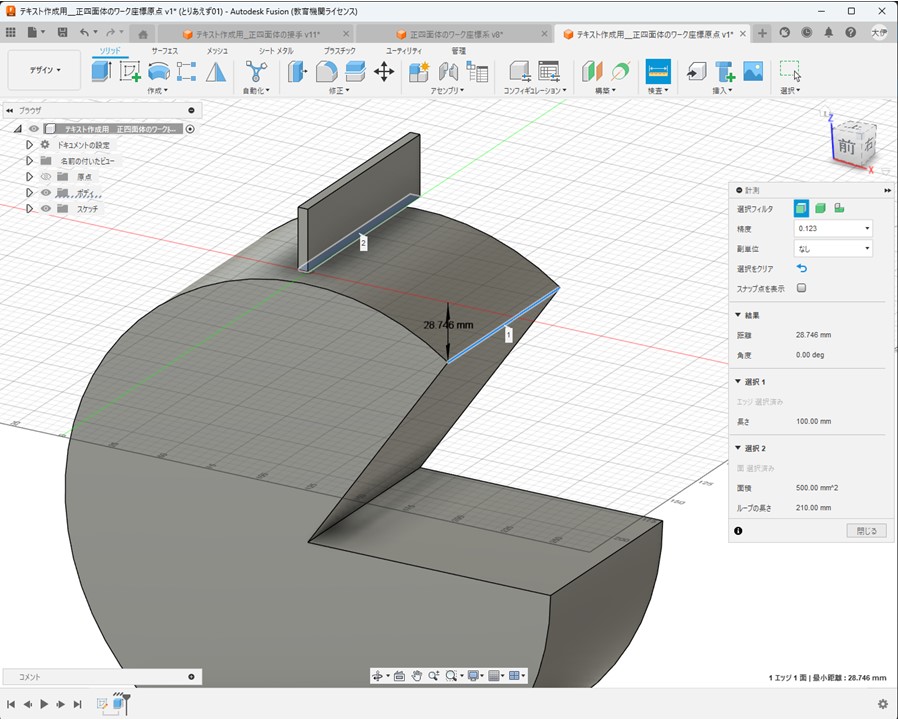 テキスト作成用__正四面体のワーク座標原点 v1* (とりあえず01) - Autodesk Fusion (教育機関ライセンス)
テキスト作成用__正四面体の接手 v11*
正四面体のワーク座標系 v8*
テキスト作成用__正四面体のワーク座標原点 v1*
大伊
ソリッド サーフェス メッシュ シート メタル プラスチック ユーティリティ 管理
デザイン
作成 自動化 修正 アセンブリ コンフィギュレーション 構築 検査 挿入 選択
ブラウザ
テキスト作成用__正四面体のワーク...
ドキュメントの設定
名前の付いたビュー
原点
ボディ
スケッチ
Z
前
右
X
2
28.746 mm
1
計測
選択フィルタ
精度 0.123
副単位 なし
選択をクリア
スナップ点を表示
結果
距離 28.746 mm
角度 0.00 deg
選択 1
エッジ 選択済み
長さ 100.00 mm
選択 2
面 選択済み
面積 500.00 mm^2
ループの長さ 210.00 mm
閉じる
125
コメント
1 エッジ 1 面 | 最小距離 : 28.746 mm